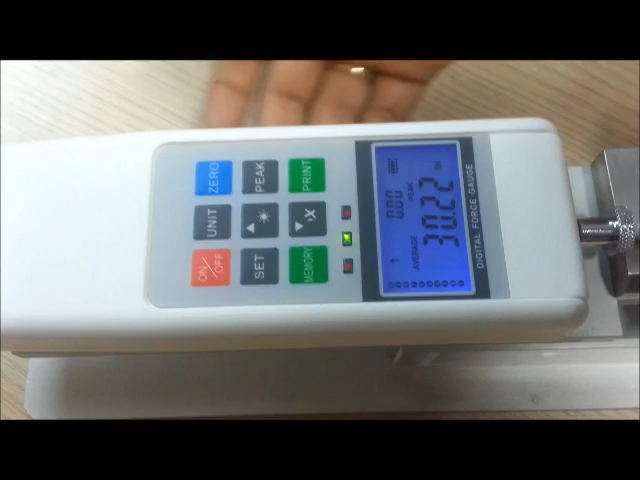 0.00
PEAK
30.22
AVERAGE
DIGITAL FORCE GAUGE
PRINT
MEMORY
PEAK
SET
ZERO
UNIT
ON/OFF